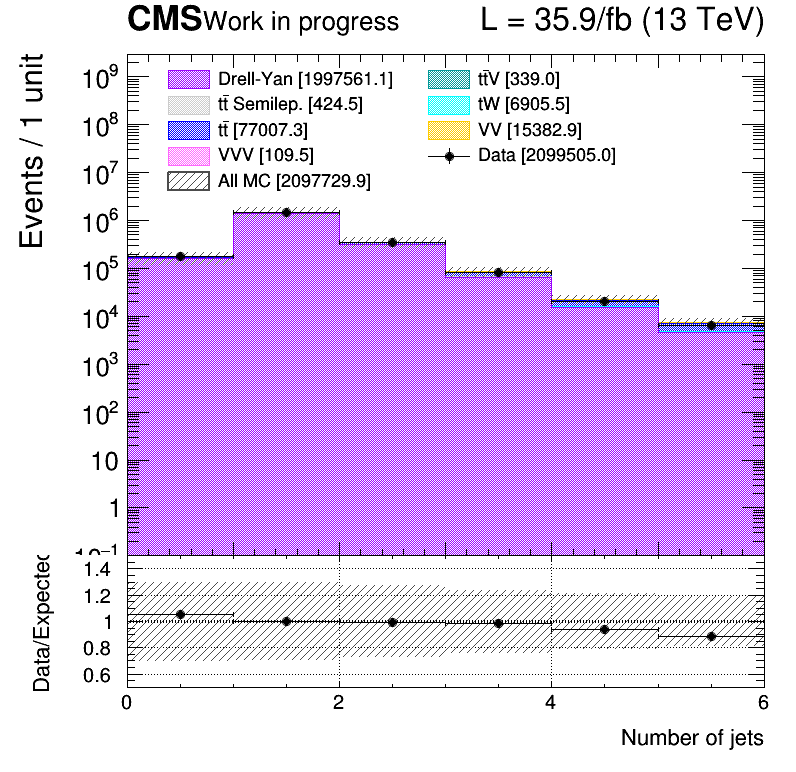 CMS Work in progress L = 35.9/fb (13 TeV)
Events / 1 unit
10⁹
10⁸
10⁷
10⁶
10⁵
10⁴
10³
10²
10
1
10⁻¹
Drell-Yan [1997561.1]
tt̄ Semilep. [424.5]
tt̄ [77007.3]
VVV [109.5]
All MC [2097729.9]
tt̄V [339.0]
tW [6905.5]
VV [15382.9]
Data [2099505.0]
Data/Expected
1.4
1.2
1
0.8
0.6
0 2 4 6
Number of jets